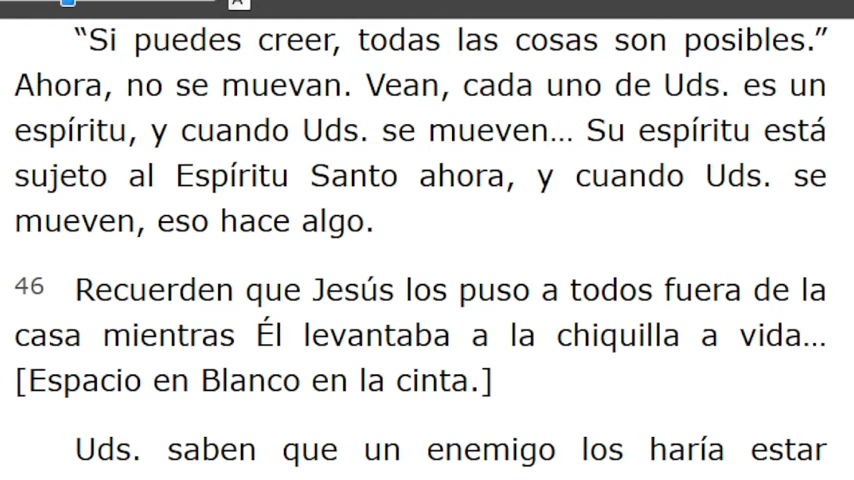 “Si puedes creer, todas las cosas son posibles.”
Ahora, no se muevan. Vean, cada uno de Uds. es un
espíritu, y cuando Uds. se mueven... Su espíritu está
sujeto al Espíritu Santo ahora, y cuando Uds. se
mueven, eso hace algo.
46 Recuerden que Jesús los puso a todos fuera de la
casa mientras Él levantaba a la chiquilla a vida...
[Espacio en Blanco en la cinta.]
Uds. saben que un enemigo los haría estar